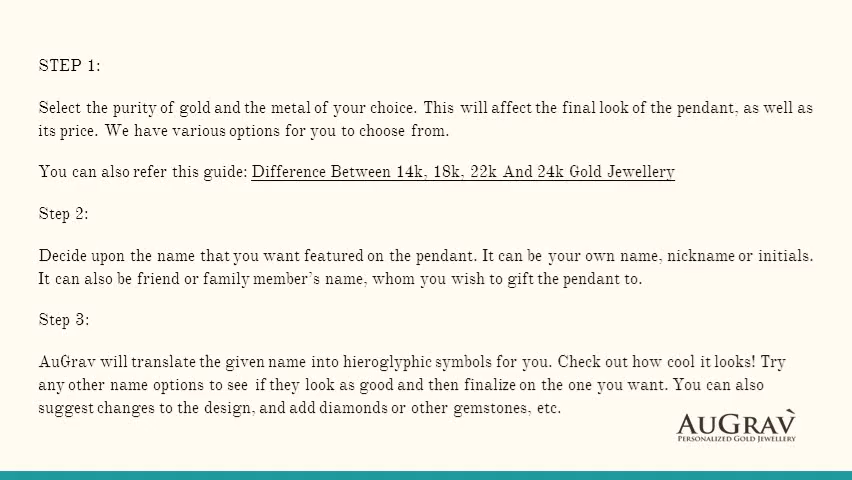 STEP 1:
Select the purity of gold and the metal of your choice. This will affect the final look of the pendant, as well as
its price. We have various options for you to choose from.
You can also refer this guide: Difference Between 14k, 18k, 22k And 24k Gold Jewellery
Step 2:
Decide upon the name that you want featured on the pendant. It can be your own name, nickname or initials.
It can also be friend or family member's name, whom you wish to gift the pendant to.
Step 3:
AuGrav will translate the given name into hieroglyphic symbols for you. Check out how cool it looks! Try
any other name options to see if they look as good and then finalize on the one you want. You can also
suggest changes to the design, and add diamonds or other gemstones, etc.
AUGRAV
PERSONALIZED GOLD JEWELLERY